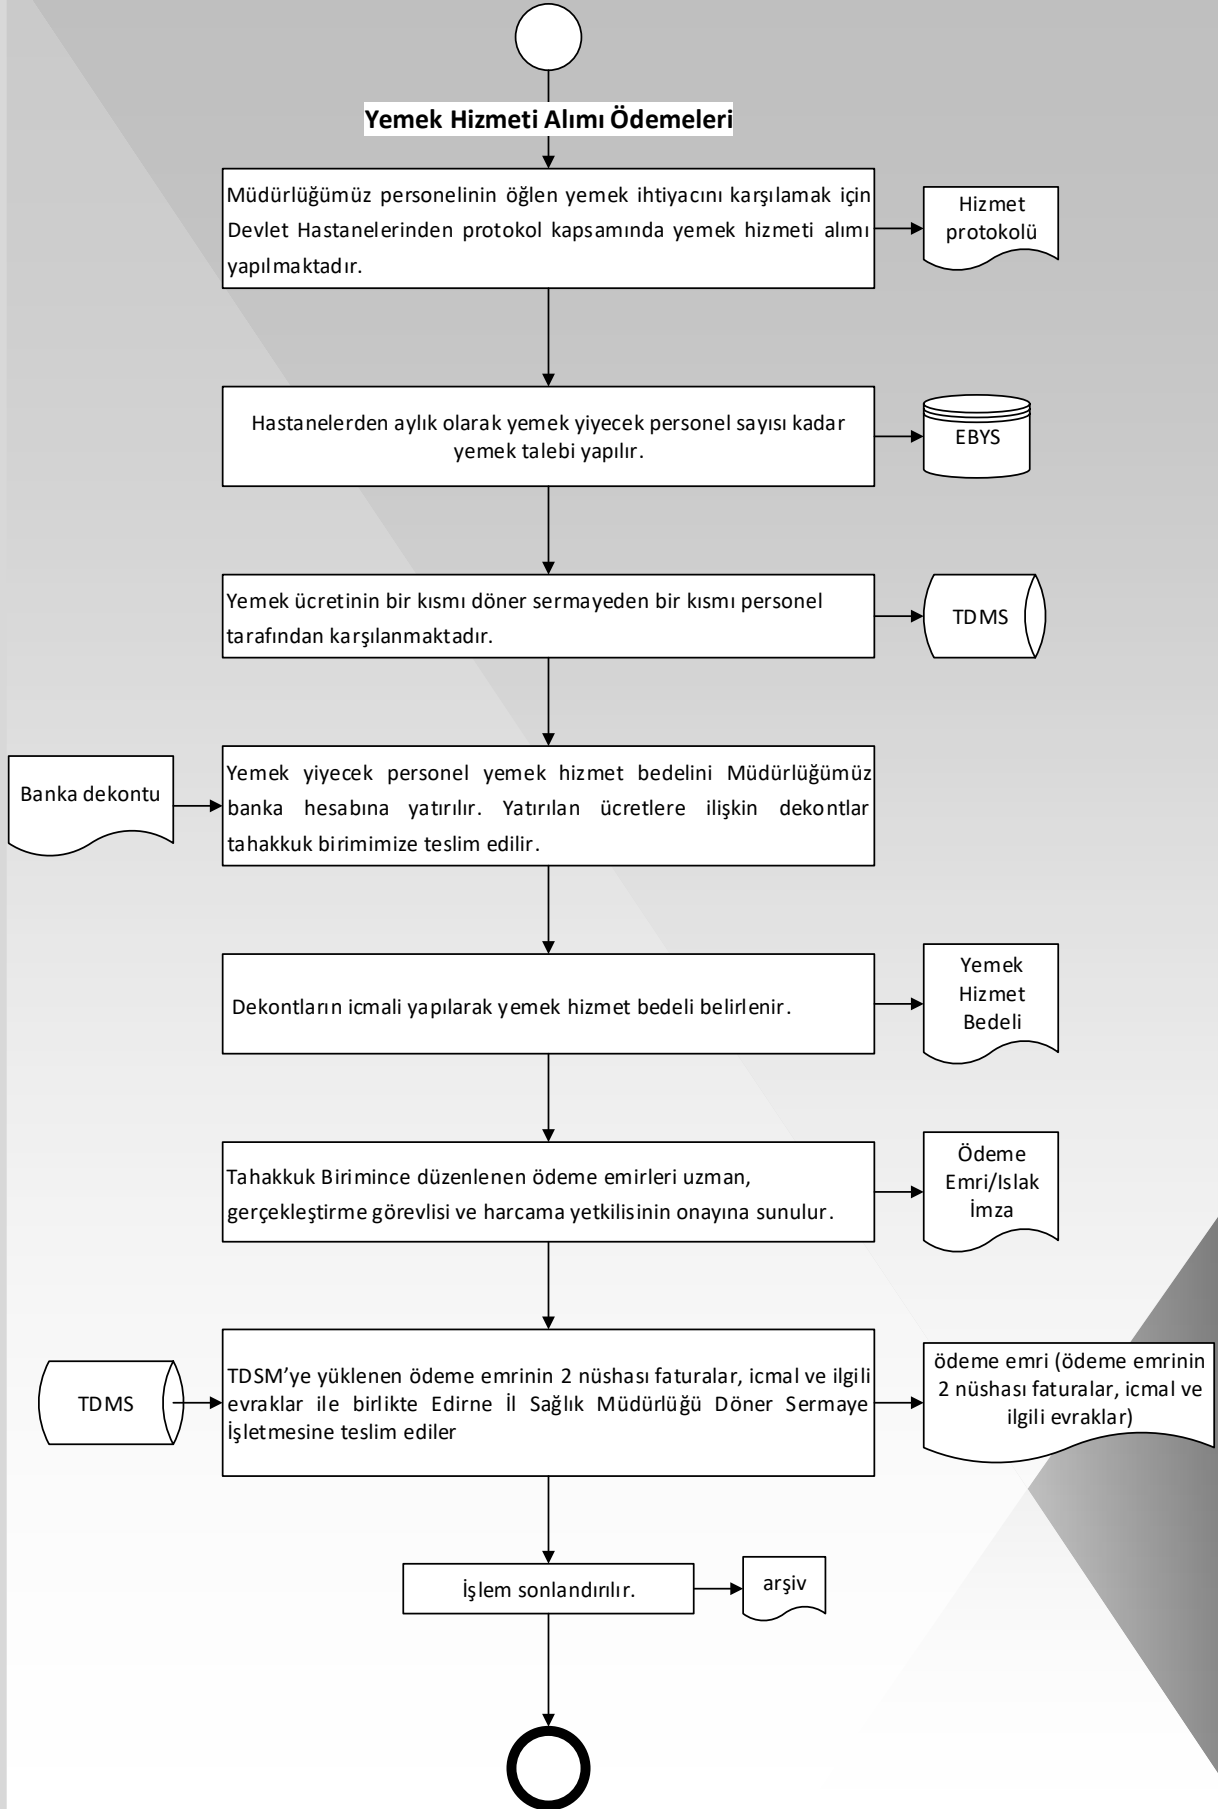 Yemek Hizmeti Alımı Ödemeleri
Müdürlüğümüz personelinin öğlen yemek ihtiyacını karşılamak için
Devlet Hastanelerinden protokol kapsamında yemek hizmeti alımı
yapılmaktadır.
Hizmet
protokolü
Hastanelerden aylık olarak yemek yiyecek personel sayısı kadar
yemek talebi yapılır.
EBYS
Yemek ücretinin bir kısmı döner sermayeden bir kısmı personel
tarafından karşılanmaktadır.
TDMS
Banka dekontu
Yemek yiyecek personel yemek hizmet bedelini Müdürlüğümüz
banka hesabına yatırılır. Yatırılan ücretlere ilişkin dekontlar
tahakkuk birimimize teslim edilir.
Dekontların icmali yapılarak yemek hizmet bedeli belirlenir.
Yemek
Hizmet
Bedeli
Tahakkuk Birimince düzenlenen ödeme emirleri uzman,
gerçekleştirme görevlisi ve harcama yetkilisinin onayına sunulur.
Ödeme
Emri/Islak
İmza
TDMS
TDSM’ye yüklenen ödeme emrinin 2 nüshası faturalar, icmal ve ilgili
evraklar ile birlikte Edirne İl Sağlık Müdürlüğü Döner Sermaye
İşletmesine teslim ediler
ödeme emri (ödeme emrinin
2 nüshası faturalar, icmal ve
ilgili evraklar)
İşlem sonlandırılır.
arşiv